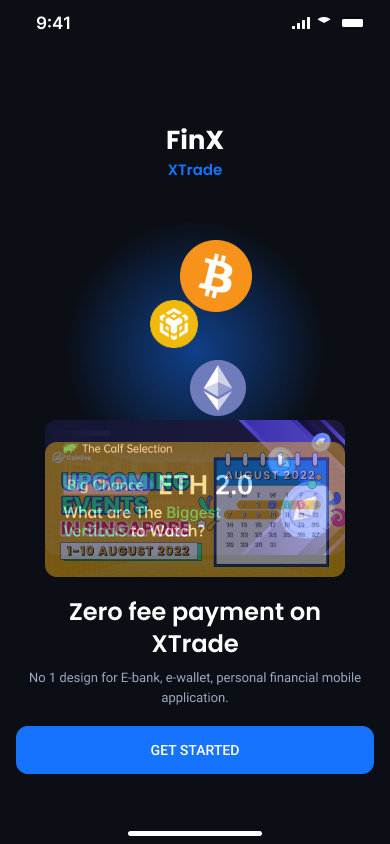 9:41
FinX
XTrade
The Calf Selection
Coinlive
UPCOMING
Big Chance
ETH 2.0
EVENTS
What are The Biggest
IN SINGAPORE
Verticals to Watch?
1-10 AUGUST 2022
AUGUST 2022
Zero fee payment on
XTrade
No 1 design for E-bank, e-wallet, personal financial mobile
application.
GET STARTED